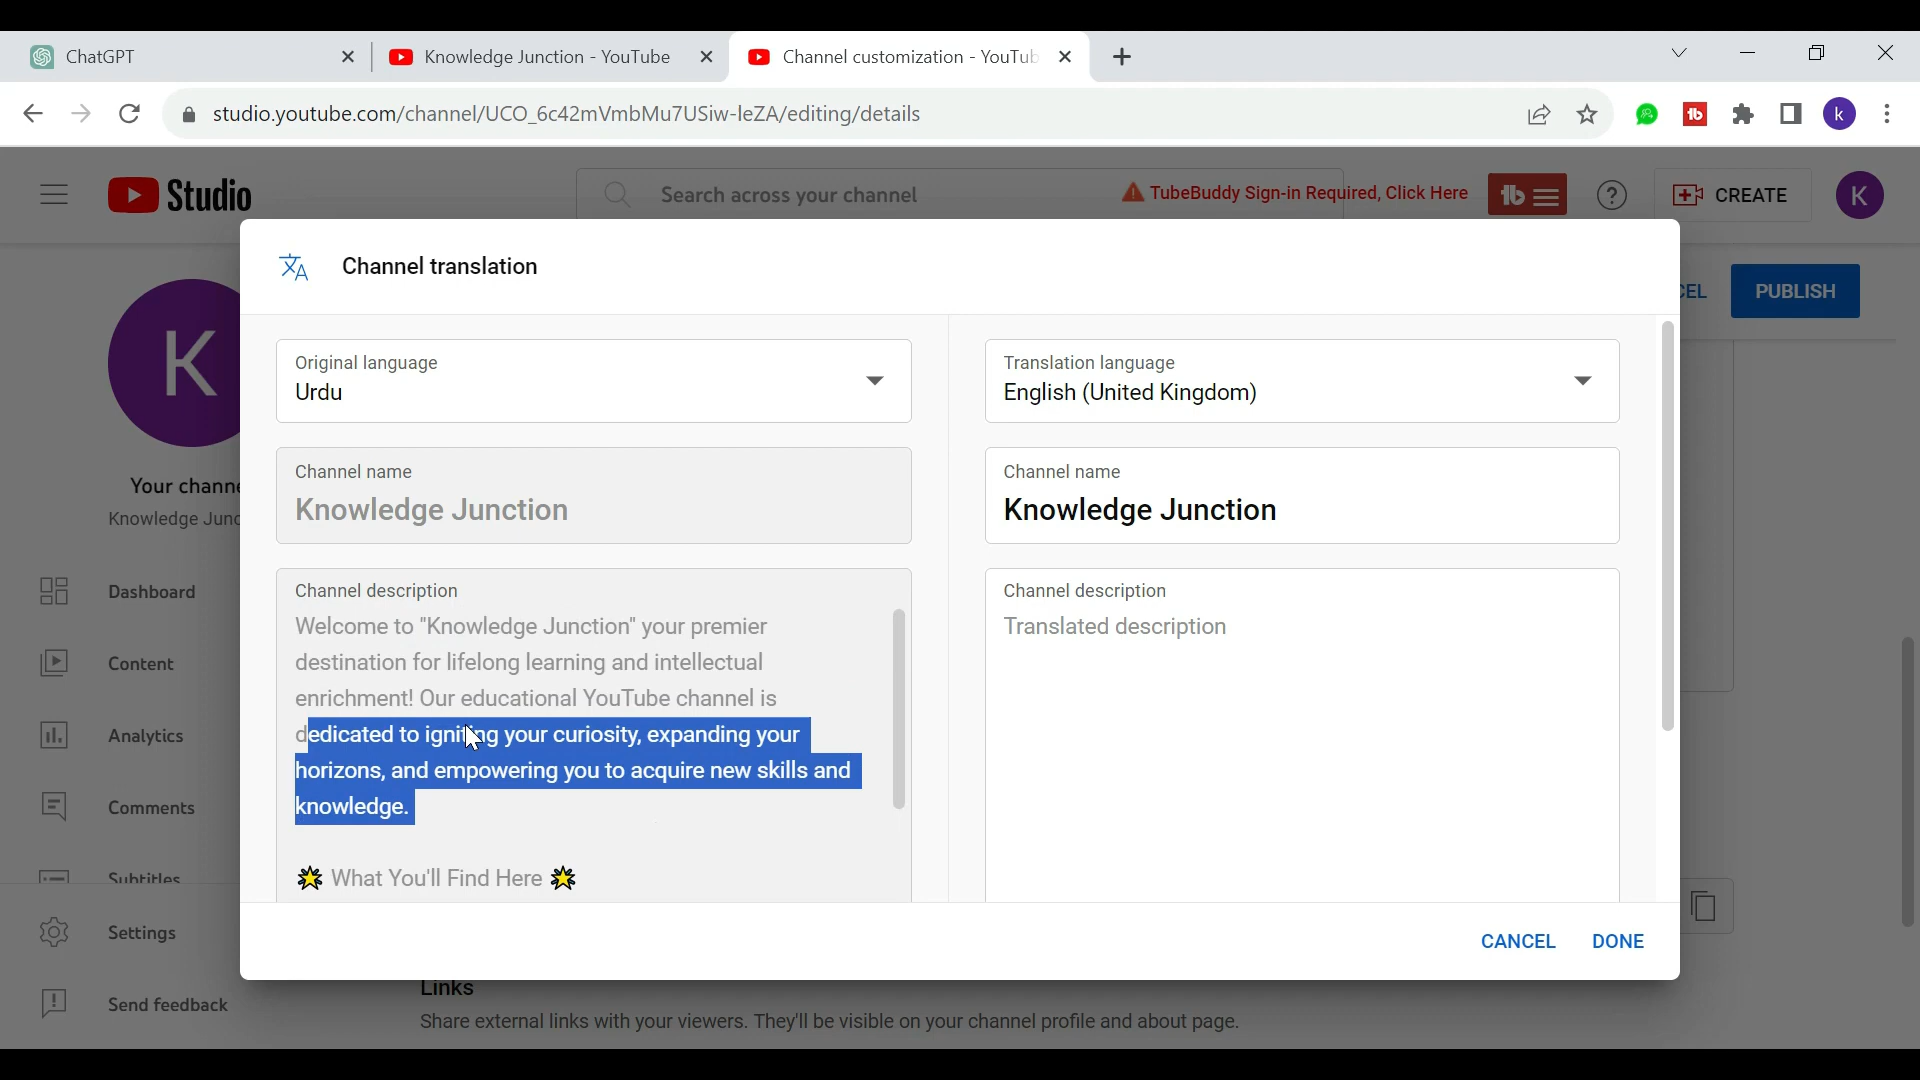 ChatGPT
Knowledge Junction - YouTube
Channel customization - YouTub
studio.youtube.com/channel/UCO_6c42mVmbMu7USiw-leZA/editing/details
k
Studio
Search across your channel
TubeBuddy Sign-in Required, Click Here
tb
CREATE
K
Channel translation
CEL
PUBLISH
K
Original language
Urdu
Translation language
English (United Kingdom)
Channel name
Knowledge Junction
Channel name
Knowledge Junction
Your channe
Knowledge Junc
Channel description
Welcome to "Knowledge Junction" your premier
destination for lifelong learning and intellectual
enrichment! Our educational YouTube channel is
dedicated to igniting your curiosity, expanding your
horizons, and empowering you to acquire new skills and
knowledge.
What You'll Find Here
Channel description
Translated description
Dashboard
Content
Analytics
Comments
Subtitles
Settings
Send feedback
CANCEL
DONE
Links
Share external links with your viewers. They'll be visible on your channel profile and about page.